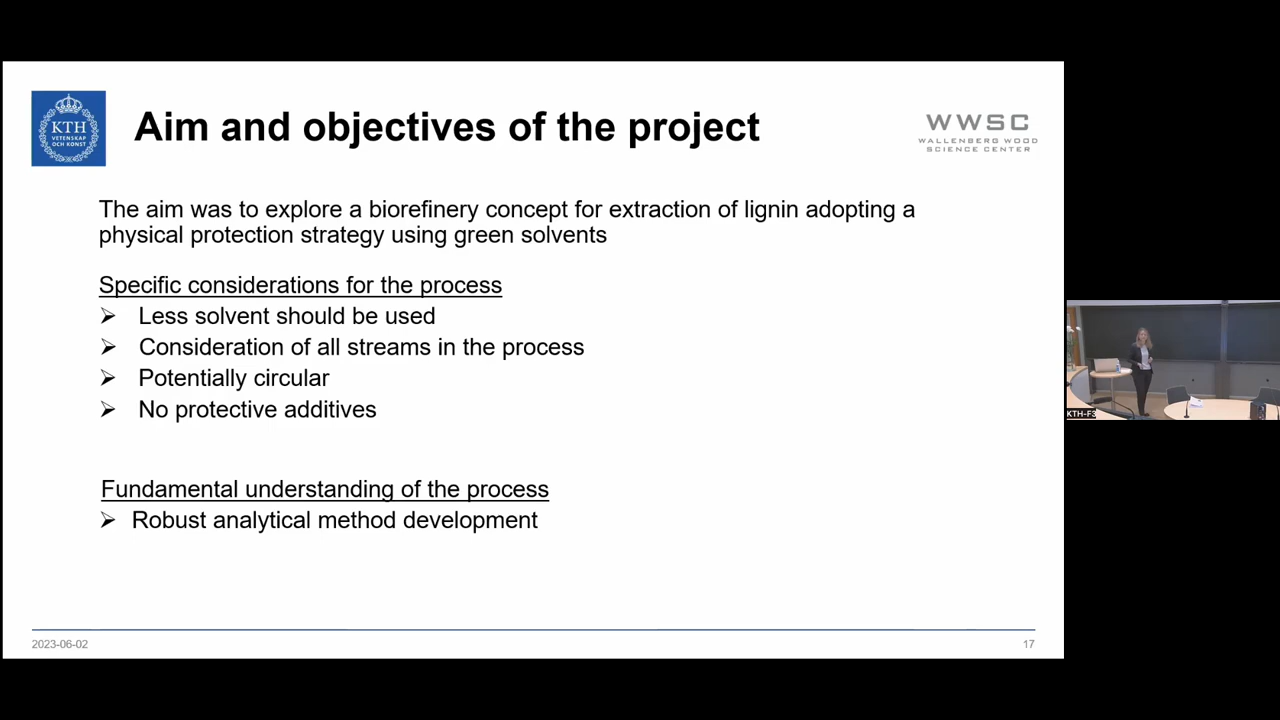 KTH
VETENSKAP
OCH KONST
Aim and objectives of the project
WWSC
WALLENBERG WOOD
SCIENCE CENTER
The aim was to explore a biorefinery concept for extraction of lignin adopting a
physical protection strategy using green solvents
Specific considerations for the process
Less solvent should be used
Consideration of all streams in the process
Potentially circular
No protective additives
Fundamental understanding of the process
Robust analytical method development
2023-06-02
17
KTH-F3